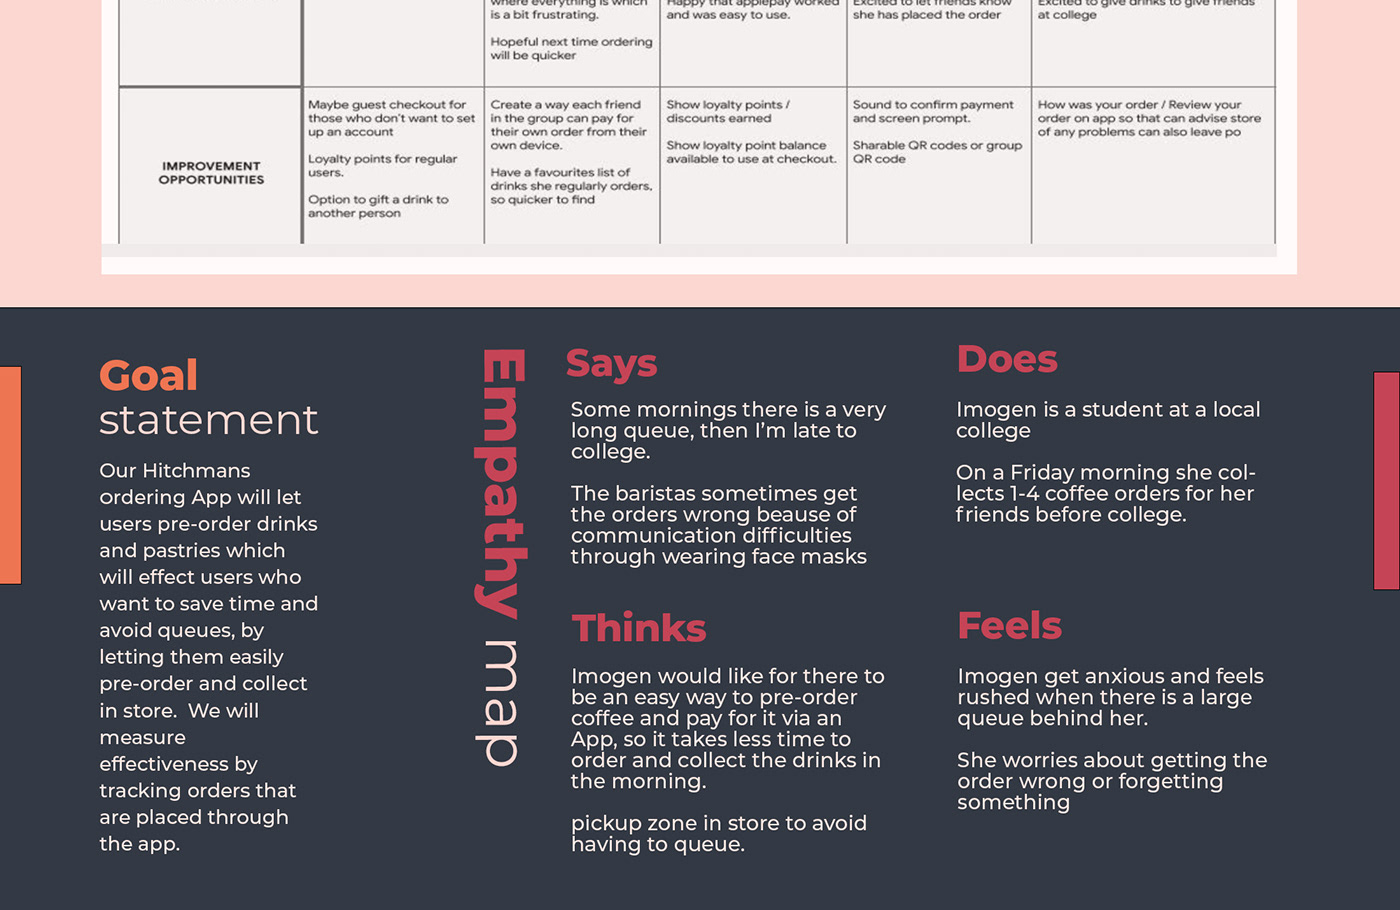 where everything is which
is a bit frustrating.
Hopeful next time ordering
will be quicker
Happy that applepay worked
and was easy to use.
Excited to let friends know
she has placed the order
Excited to give drinks to give friends
at college
IMPROVEMENT
OPPORTUNITIES
Maybe guest checkout for
those who don't want to set
up an account
Loyalty points for regular
users.
Option to gift a drink to
another person
Create a way each friend
in the group can pay for
their own order from their
own device.
Have a favourites list of
drinks she regularly orders,
so quicker to find
Show loyalty points /
discounts earned
Show loyalty point balance
available to use at checkout.
Sound to confirm payment
and screen prompt.
Sharable QR codes or group
QR code
How was your order / Review your
order on app so that can advise store
of any problems can also leave po
Goal
statement
Our Hitchmans
ordering App will let
users pre-order drinks
and pastries which
will effect users who
want to save time and
avoid queues, by
letting them easily
pre-order and collect
in store. We will
measure
effectiveness by
tracking orders that
are placed through
the app.
Empathy map
Says
Some mornings there is a very
long queue, then I'm late to
college.
The baristas sometimes get
the orders wrong beause of
communication difficulties
through wearing face masks
Does
Imogen is a student at a local
college
On a Friday morning she col-
lects 1-4 coffee orders for her
friends before college.
Thinks
Imogen would like for there to
be an easy way to pre-order
coffee and pay for it via an
App, so it takes less time to
order and collect the drinks in
the morning.
pickup zone in store to avoid
having to queue.
Feels
Imogen get anxious and feels
rushed when there is a large
queue behind her.
She worries about getting the
order wrong or forgetting
something